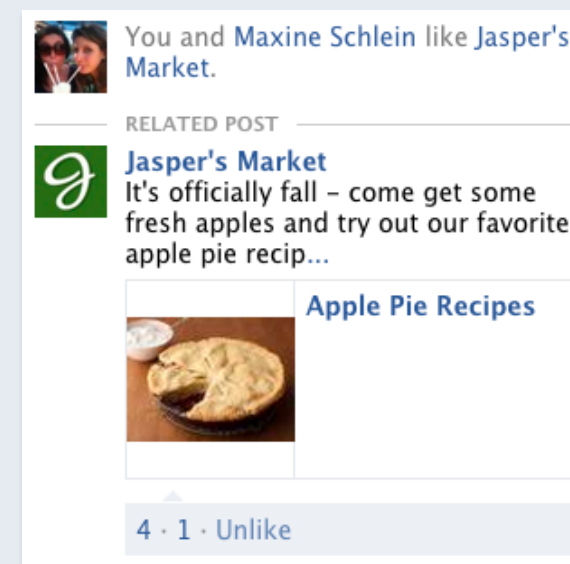 You and Maxine Schlein like Jasper's
Market.
RELATED POST
Jasper's Market
It's officially fall – come get some
fresh apples and try out our favorite
apple pie recip...
Apple Pie Recipes
4 · 1 · Unlike